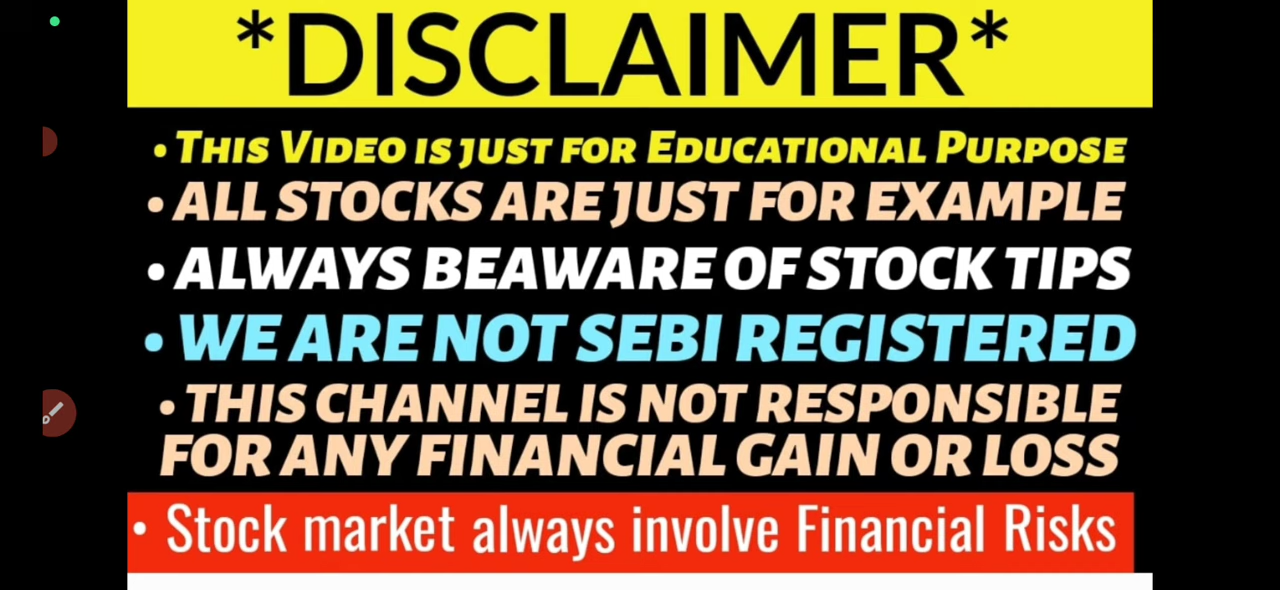 *DISCLAIMER*
• THIS VIDEO IS JUST FOR EDUCATIONAL PURPOSE
• ALL STOCKS ARE JUST FOR EXAMPLE
• ALWAYS BEAWARE OF STOCK TIPS
• WE ARE NOT SEBI REGISTERED
• THIS CHANNEL IS NOT RESPONSIBLE
FOR ANY FINANCIAL GAIN OR LOSS
• Stock market always involve Financial Risks